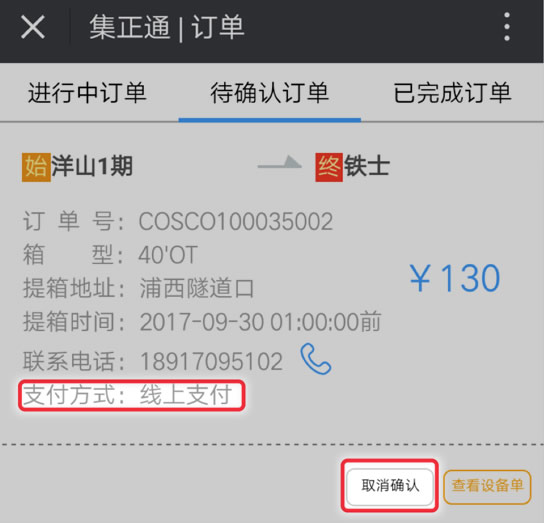 集正通 | 订单
进行中订单 待确认订单 已完成订单
始 洋山1期 终 铁士
订 单 号：COSCO100035002
箱 型：40'OT
提箱地址：浦西隧道口
¥130
提箱时间：2017-09-30 01:00:00前
联系电话：18917095102
支付方式：线上支付
取消确认 查看设备单